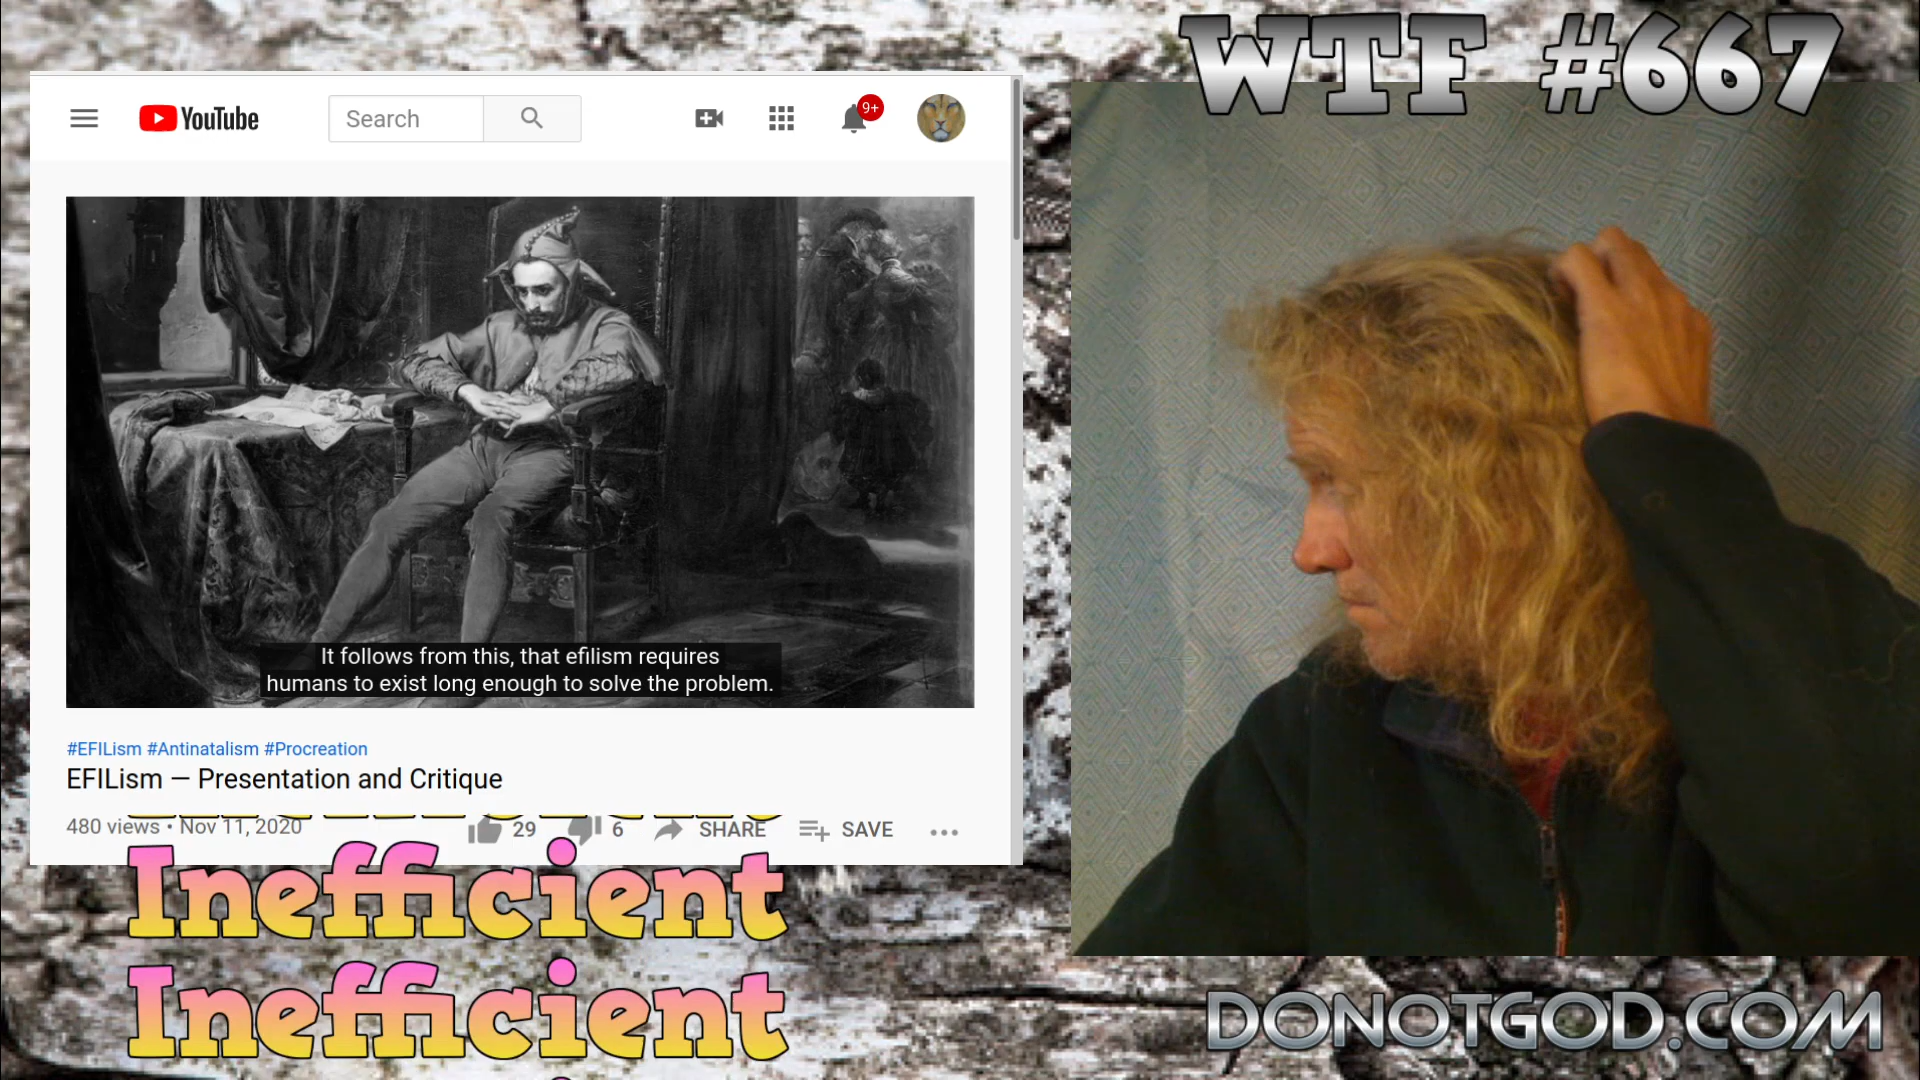 WTF #667
YouTube
Search
9+
It follows from this, that efilism requires
humans to exist long enough to solve the problem.
#EFILism #Antinatalism #Procreation
EFILism — Presentation and Critique
480 views • Nov 11, 2020
29
6
SHARE
SAVE
Inefficient
Inefficient
DONOTGOD.COM